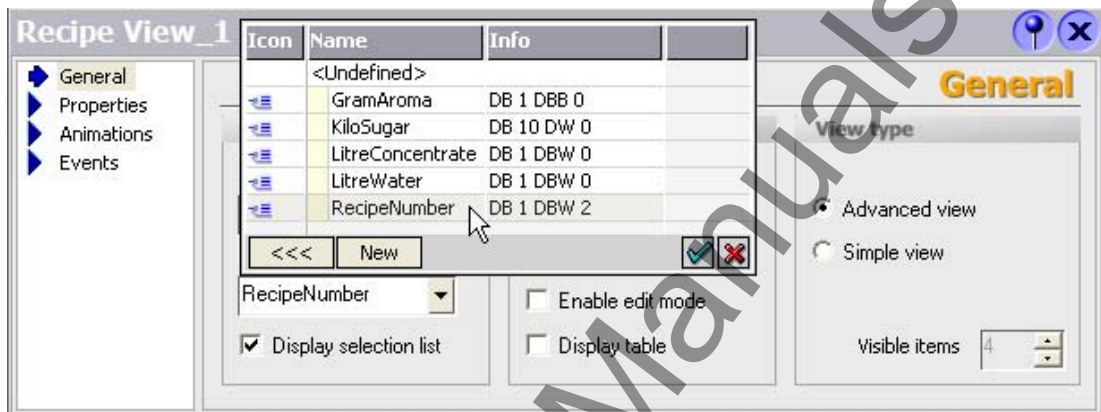 Recipe View_1
General
Properties
Animations
Events
Icon Name Info
<Undefined>
GramAroma DB 1 DBB 0
KiloSugar DB 10 DW 0
LitreConcentrate DB 1 DBW 0
LitreWater DB 1 DBW 0
RecipeNumber DB 1 DBW 2
<<< New
RecipeNumber
Display selection list
Enable edit mode
Display table
General
View type
Advanced view
Simple view
Visible items 4
Manuals